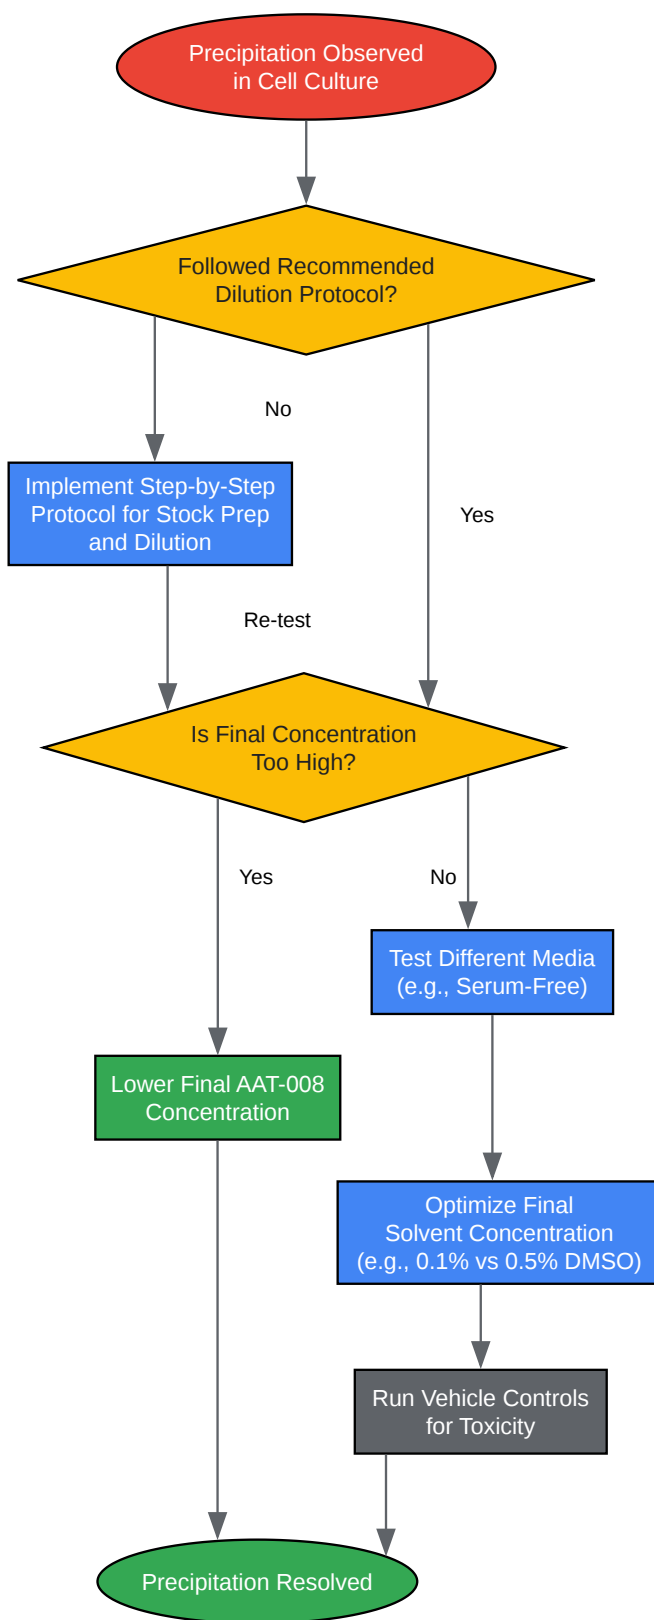 Precipitation Observed
in Cell Culture
Followed Recommended
Dilution Protocol?
No
Implement Step-by-Step
Protocol for Stock Prep
and Dilution
Yes
Re-test
Is Final Concentration
Too High?
Yes
No
Test Different Media
(e.g., Serum-Free)
Lower Final AAT-008
Concentration
Optimize Final
Solvent Concentration
(e.g., 0.1% vs 0.5% DMSO)
Run Vehicle Controls
for Toxicity
Precipitation Resolved